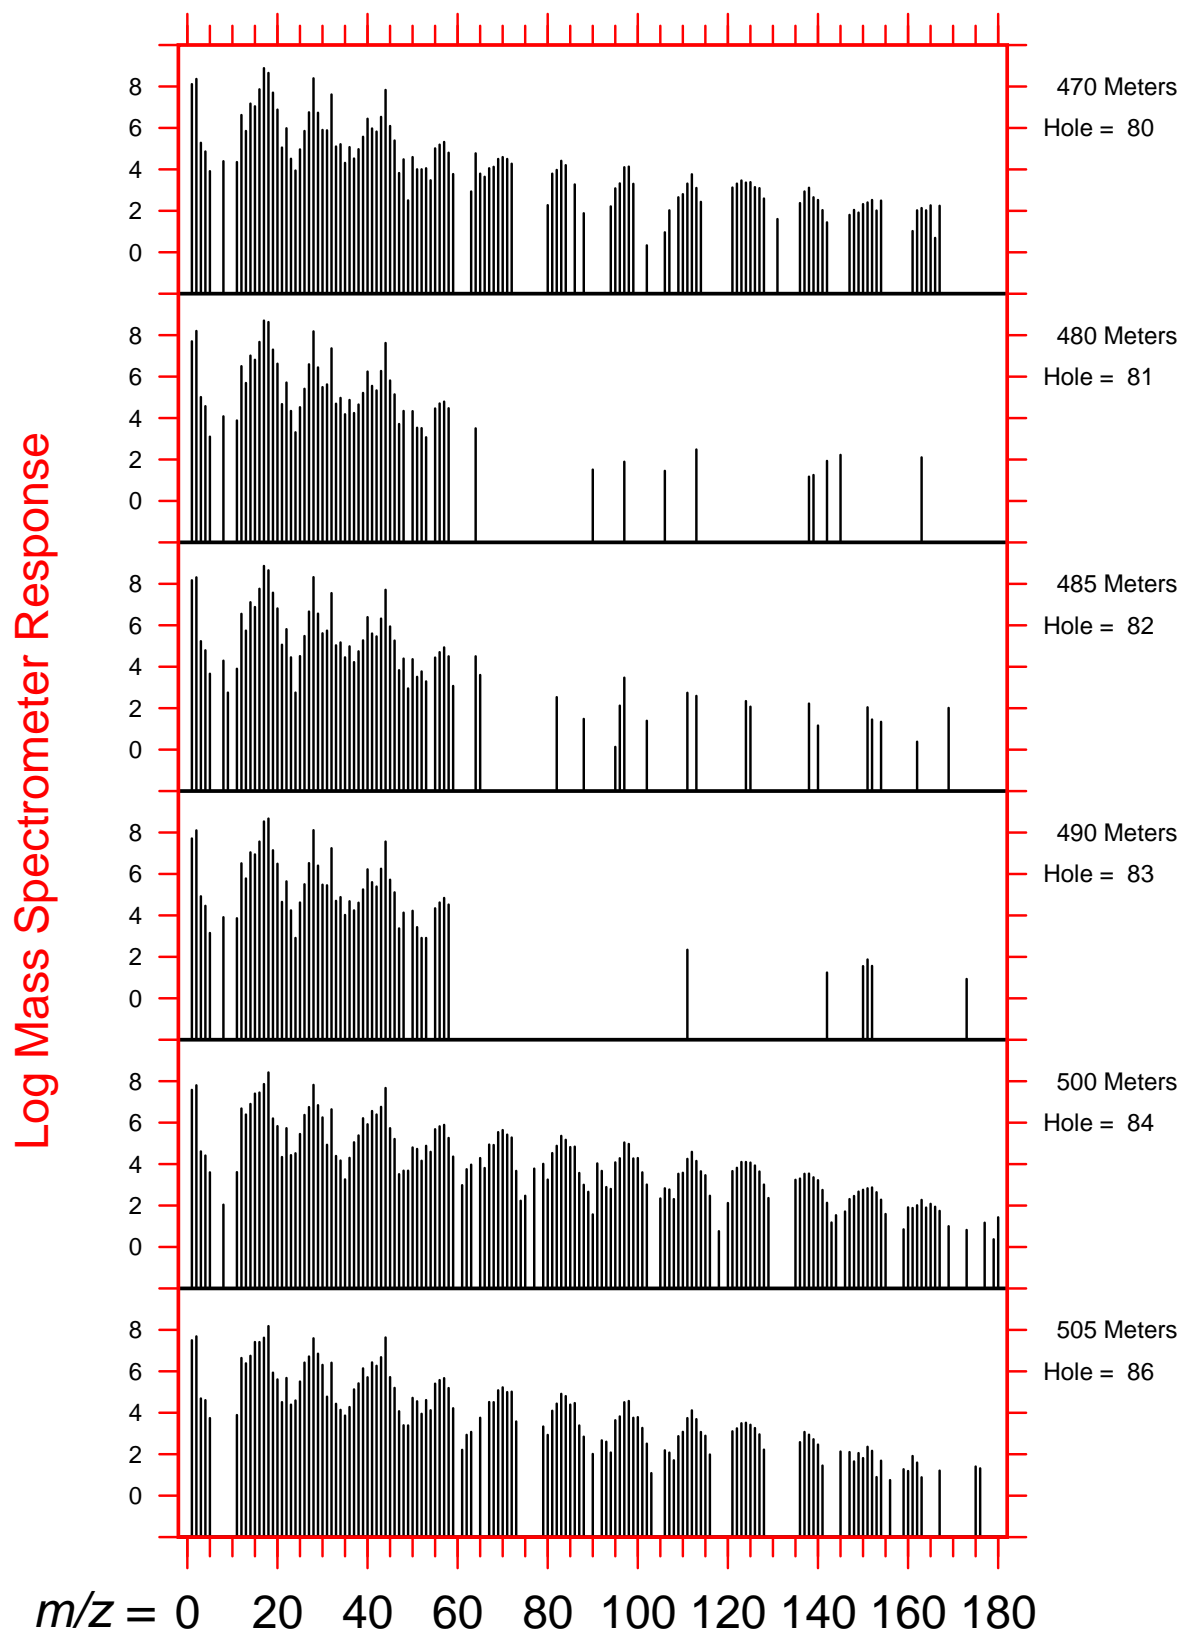 Log Mass Spectrometer Response
8
6
4
2
0
470 Meters
Hole = 80
8
6
4
2
0
480 Meters
Hole = 81
8
6
4
2
0
485 Meters
Hole = 82
8
6
4
2
0
490 Meters
Hole = 83
8
6
4
2
0
500 Meters
Hole = 84
8
6
4
2
0
505 Meters
Hole = 86
m/z = 0 20 40 60 80 100 120 140 160 180